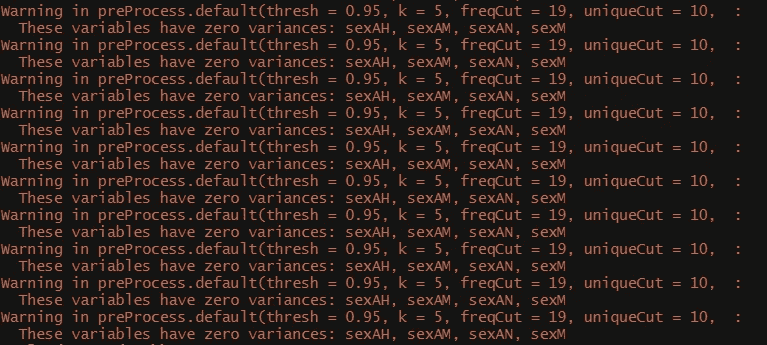 Warning in preProcess.default(thresh = 0.95, k = 5, freqCut = 19, uniqueCut = 10,  :
  These variables have zero variances: sexAH, sexAM, sexAN, sexM
Warning in preProcess.default(thresh = 0.95, k = 5, freqCut = 19, uniqueCut = 10,  :
  These variables have zero variances: sexAH, sexAM, sexAN, sexM
Warning in preProcess.default(thresh = 0.95, k = 5, freqCut = 19, uniqueCut = 10,  :
  These variables have zero variances: sexAH, sexAM, sexAN, sexM
Warning in preProcess.default(thresh = 0.95, k = 5, freqCut = 19, uniqueCut = 10,  :
  These variables have zero variances: sexAH, sexAM, sexAN, sexM
Warning in preProcess.default(thresh = 0.95, k = 5, freqCut = 19, uniqueCut = 10,  :
  These variables have zero variances: sexAH, sexAM, sexAN, sexM
Warning in preProcess.default(thresh = 0.95, k = 5, freqCut = 19, uniqueCut = 10,  :
  These variables have zero variances: sexAH, sexAM, sexAN, sexM
Warning in preProcess.default(thresh = 0.95, k = 5, freqCut = 19, uniqueCut = 10,  :
  These variables have zero variances: sexAH, sexAM, sexAN, sexM
Warning in preProcess.default(thresh = 0.95, k = 5, freqCut = 19, uniqueCut = 10,  :
  These variables have zero variances: sexAH, sexAM, sexAN, sexM
Warning in preProcess.default(thresh = 0.95, k = 5, freqCut = 19, uniqueCut = 10,  :
  These variables have zero variances: sexAH, sexAM, sexAN, sexM
Warning in preProcess.default(thresh = 0.95, k = 5, freqCut = 19, uniqueCut = 10,  :
  These variables have zero variances: sexAH, sexAM, sexAN, sexM